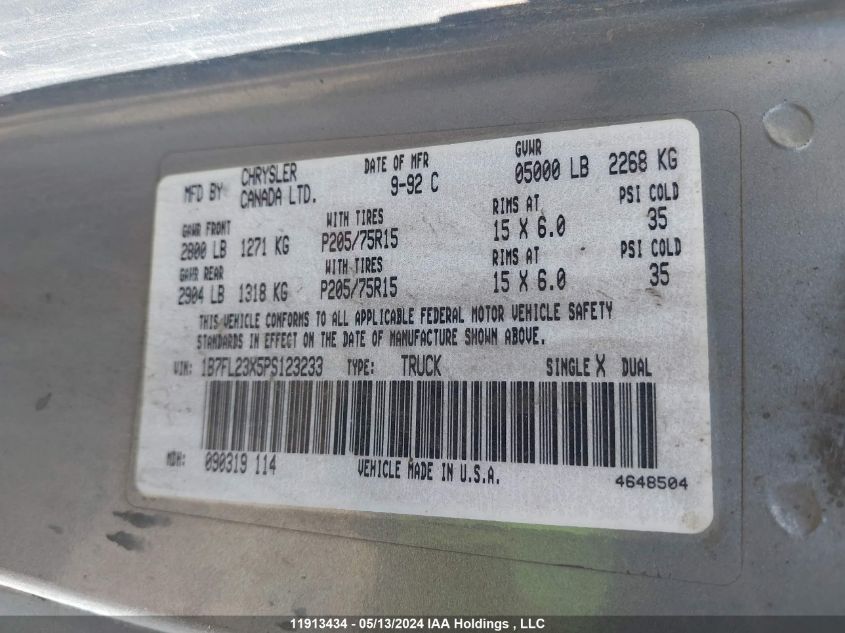 MFD BY CHRYSLER CANADA LTD. DATE OF MFR 9-92 C GVWR 05000 LB 2268 KG
GAWR FRONT WITH TIRES RIMS AT PSI COLD
2800 LB 1271 KG P205/75R15 15 X 6.0 35
GAWR REAR WITH TIRES RIMS AT PSI COLD
2904 LB 1318 KG P205/75R15 15 X 6.0 35
THIS VEHICLE CONFORMS TO ALL APPLICABLE FEDERAL MOTOR VEHICLE SAFETY
STANDARDS IN EFFECT ON THE DATE OF MANUFACTURE SHOWN ABOVE.
VIN: 1B7FL23X5PS123233 TYPE: TRUCK SINGLE X DUAL
MDH: 090319 114 VEHICLE MADE IN U.S.A. 4648504
11913434 - 05/13/2024 IAA Holdings , LLC